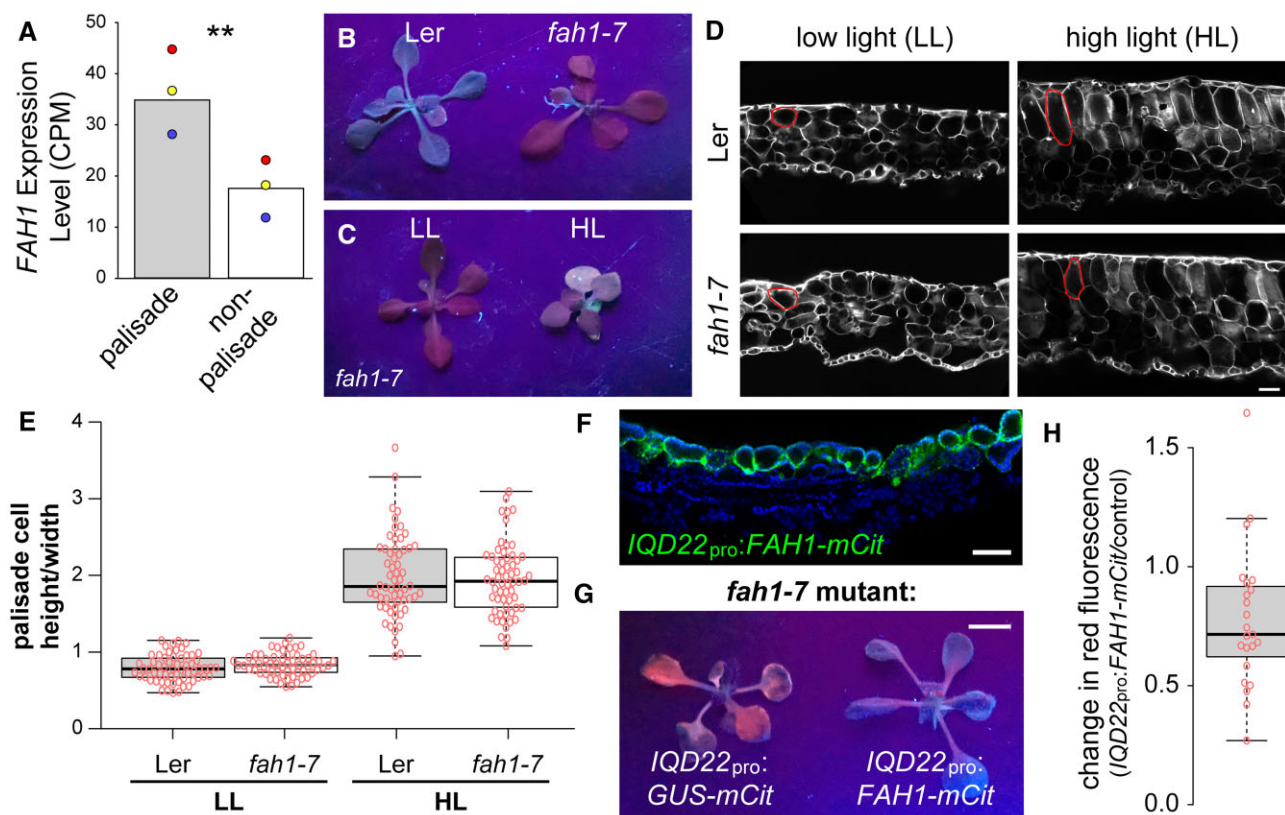 A
FAH1 Expression
Level (CPM)
50
40
30
20
10
0
**
palisade
non-
palisade
B
Ler
fah1-7
C
LL
HL
fah1-7
D
low light (LL)
high light (HL)
Ler
fah1-7
E
palisade cell
height/width
4
3
2
1
0
Ler
fah1-7
Ler
fah1-7
LL
HL
F
IQD22pro:FAH1-mCit
G
fah1-7 mutant:
IQD22pro:
GUS-mCit
IQD22pro:
FAH1-mCit
H
change in red fluorescence
(IQD22pro:FAH1-mCit/control)
1.5
1.0
0.5
0.0